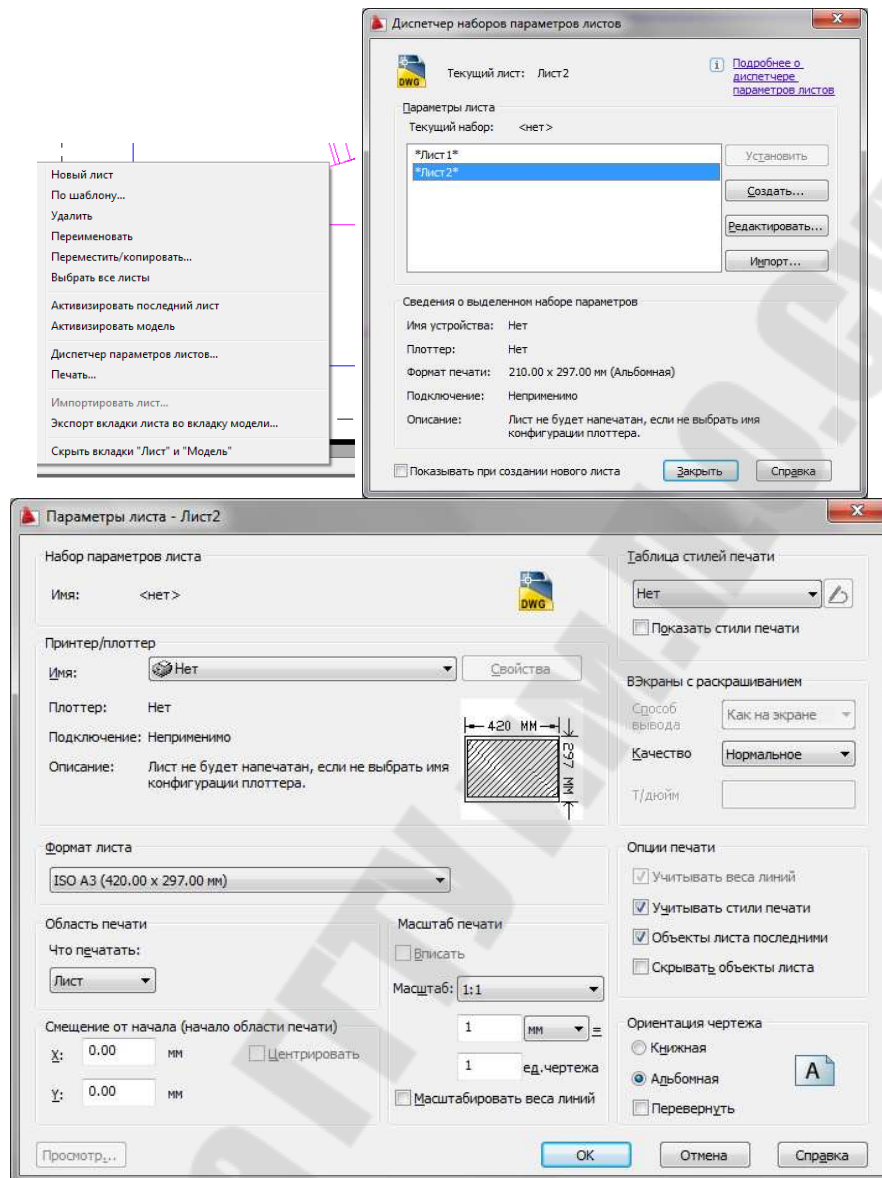 Новый лист
По шаблону...
Удалить
Переименовать
Переместить/копировать...
Выбрать все листы
Активизировать последний лист
Активизировать модель
Диспетчер параметров листов...
Печать...
Импортировать лист...
Экспорт вкладки листа во вкладку модели...
Скрыть вкладки "Лист" и "Модель"
Диспетчер наборов параметров листов
DWG
Текущий лист: Лист2
Подробнее о
диспетчере
параметров листов
Параметры листа
Текущий набор: <нет>
*Лист1*
*Лист2*
Установить
Создать...
Редактировать...
Импорт...
Сведения о выделенном наборе параметров
Имя устройства: Нет
Плоттер: Нет
Формат печати: 210.00 x 297.00 мм (Альбомная)
Подключение: Неприменимо
Описание: Лист не будет напечатан, если не выбрать имя
конфигурации плоттера.
Показывать при создании нового листа
Закрыть
Справка
Параметры листа - Лист2
Набор параметров листа
Имя: <нет>
DWG
Принтер/плоттер
Имя: Нет
Свойства
Плоттер: Нет
Подключение: Неприменимо
Описание: Лист не будет напечатан, если не выбрать имя
конфигурации плоттера.
420 MM
297 MM
Формат листа
ISO A3 (420.00 x 297.00 мм)
Область печати
Что печатать:
Лист
Смещение от начала (начало области печати)
X: 0.00 мм
Центрировать
Y: 0.00 мм
Масштаб печати
Вписать
Масштаб: 1:1
1 мм =
1 ед.чертежа
Масштабировать веса линий
Таблица стилей печати
Нет
Показать стили печати
ВЭкраны с раскрашиванием
Способ
вывода
Как на экране
Качество Нормальное
Т/дюйм
Опции печати
Учитывать веса линий
Учитывать стили печати
Объекты листа последними
Скрывать объекты листа
Ориентация чертежа
Книжная
Альбомная
Перевернуть
A
Просмотр...
OK
Отмена
Справка